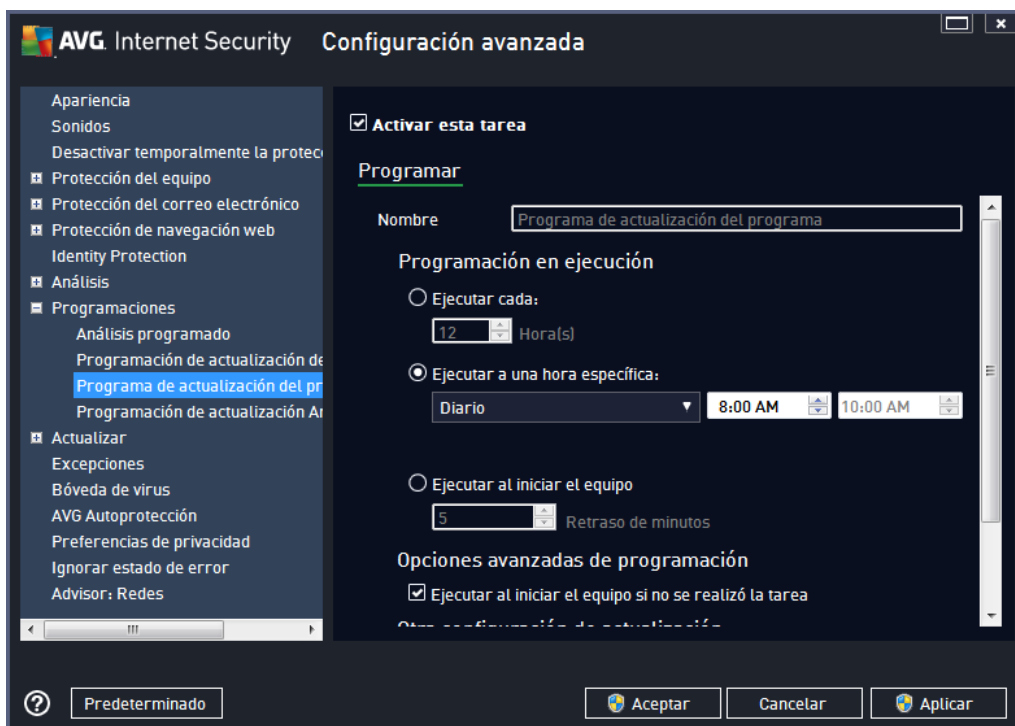 AVG. Internet Security Configuración avanzada
Apariencia
Sonidos
Desactivar temporalmente la protec
Protección del equipo
Protección del correo electrónico
Protección de navegación web
Identity Protection
Análisis
Programaciones
Análisis programado
Programación de actualización de
Programa de actualización del pr
Programación de actualización
Actualizar
Excepciones
Bóveda de virus
AVG Autoprotección
Preferencias de privacidad
Ignorar estado de error
Advisor: Redes
Activar esta tarea
Programar
Nombre Programa de actualización del programa
Programación en ejecución
Ejecutar cada:
12 Hora(s)
Ejecutar a una hora específica:
Diario 8:00 AM 10:00 AM
Ejecutar al iniciar el equipo
5 Retraso de minutos
Opciones avanzadas de programación
Ejecutar al iniciar el equipo si no se realizó la tarea
Otra configuración de actualización
? Predeterminado Aceptar Cancelar Aplicar